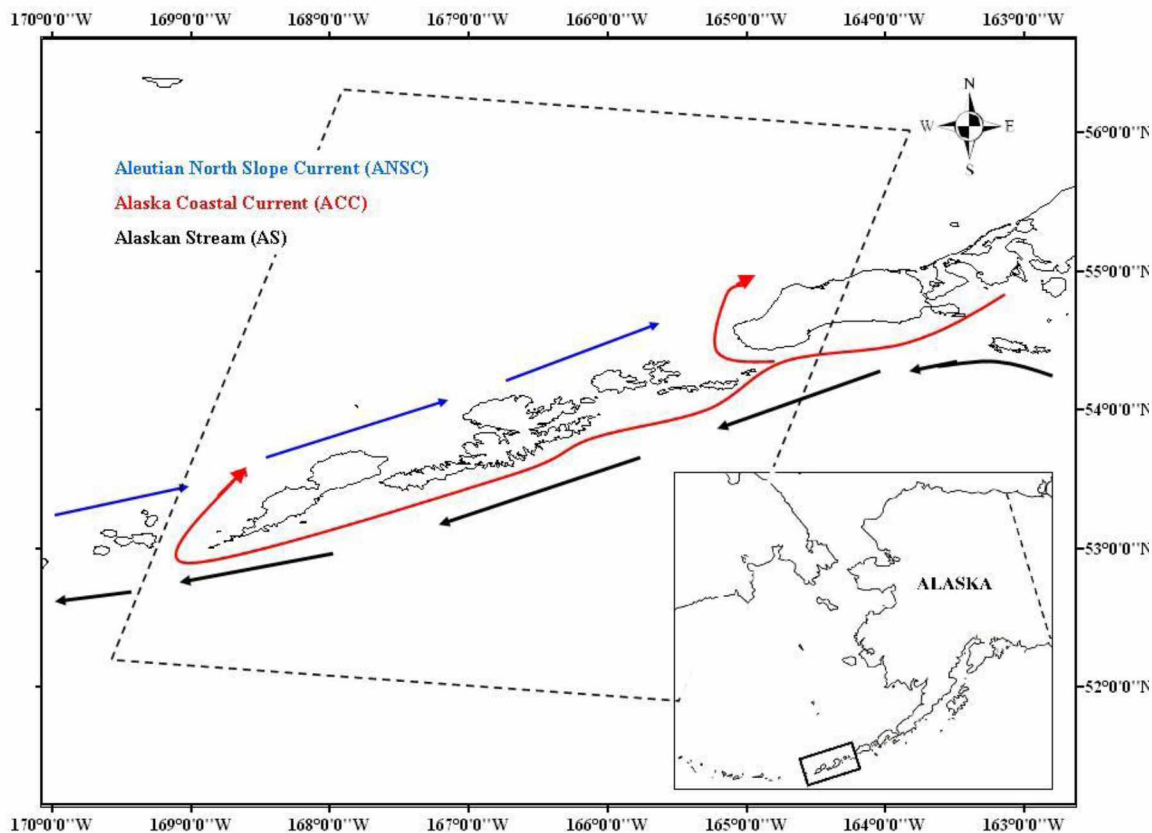 170°0'0"W 169°0'0"W 168°0'0"W 167°0'0"W 166°0'0"W 165°0'0"W 164°0'0"W 163°0'0"W
N
W E
S
56°0'0"N
Aleutian North Slope Current (ANSC)
Alaska Coastal Current (ACC)
Alaskan Stream (AS)
55°0'0"N
54°0'0"N
53°0'0"N
ALASKA
52°0'0"N
170°0'0"W 169°0'0"W 168°0'0"W 167°0'0"W 166°0'0"W 165°0'0"W 164°0'0"W 163°0'0"W